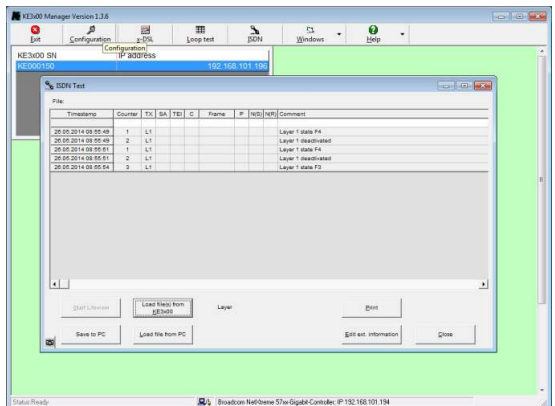 KE3x00 Manager Version 1.3.6
Exit Configuration x-DSL Loop test ISDN Windows Help
Configuration
KE3x00 SN IP address
KE000150 192.168.101.196
ISDN Test
File:
Timestamp Counter TX SA TEI C Frame P N(S) N(R) Comment
26.05.2014 08:55:49 1 L1 Layer 1 state F4
26.05.2014 08:55:49 2 L1 Layer 1 deactivated
26.05.2014 08:55:51 1 L1 Layer 1 state F4
26.05.2014 08:55:51 2 L1 Layer 1 deactivated
26.05.2014 08:55:54 3 L1 Layer 1 state F3
Load file(s) from
KE3x00
Layer
Print
Save to PC Load file from PC Edit ext. information Close
Status: Ready Broadcom NetXtreme 57xx-Gigabit-Controller; IP 192.168.101.194